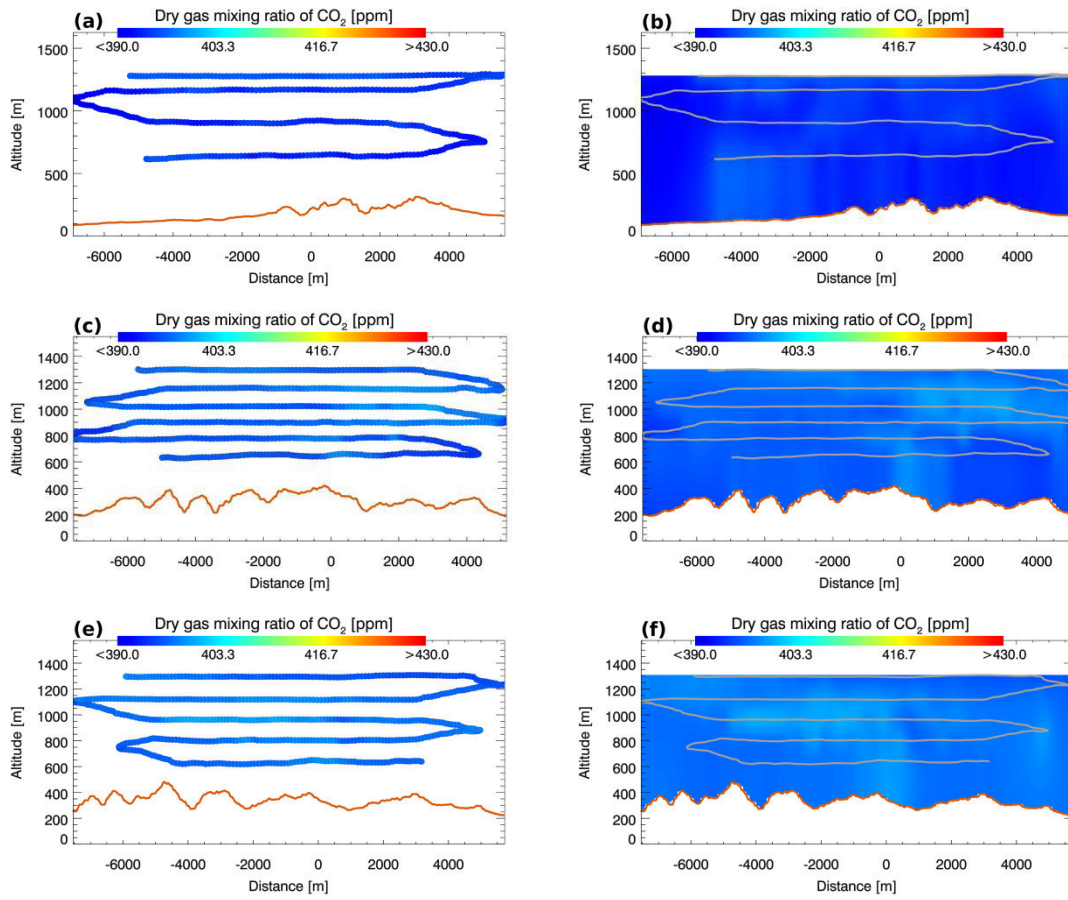 (a) Dry gas mixing ratio of CO2 [ppm]
<390.0 403.3 416.7 >430.0
1500
1000
500
0
Altitude [m]
-6000 -4000 -2000 0 2000 4000
Distance [m]
(b) Dry gas mixing ratio of CO2 [ppm]
<390.0 403.3 416.7 >430.0
1500
1000
500
0
Altitude [m]
-6000 -4000 -2000 0 2000 4000
Distance [m]
(c) Dry gas mixing ratio of CO2 [ppm]
<390.0 403.3 416.7 >430.0
1400
1200
1000
800
600
400
200
0
Altitude [m]
-6000 -4000 -2000 0 2000 4000
Distance [m]
(d) Dry gas mixing ratio of CO2 [ppm]
<390.0 403.3 416.7 >430.0
1400
1200
1000
800
600
400
200
0
Altitude [m]
-6000 -4000 -2000 0 2000 4000
Distance [m]
(e) Dry gas mixing ratio of CO2 [ppm]
<390.0 403.3 416.7 >430.0
1400
1200
1000
800
600
400
200
0
Altitude [m]
-6000 -4000 -2000 0 2000 4000
Distance [m]
(f) Dry gas mixing ratio of CO2 [ppm]
<390.0 403.3 416.7 >430.0
1400
1200
1000
800
600
400
200
0
Altitude [m]
-6000 -4000 -2000 0 2000 4000
Distance [m]